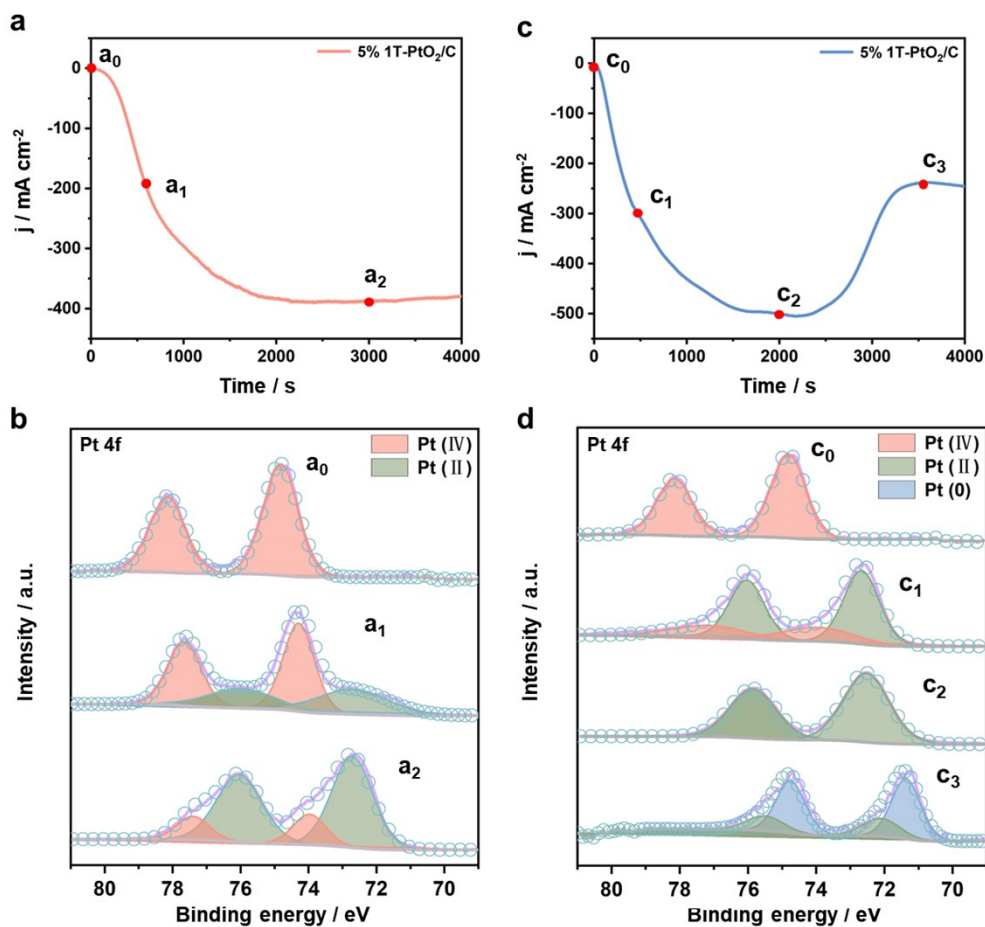 a
5% 1T-PtO₂/C
a₀
a₁
a₂
0
-100
-200
-300
-400
j / mA cm⁻²
0
1000
2000
3000
4000
Time / s
c
5% 1T-PtO₂/C
c₀
c₁
c₂
c₃
0
-100
-200
-300
-400
-500
j / mA cm⁻²
0
1000
2000
3000
4000
Time / s
b
Pt 4f
Pt (IV)
Pt (II)
a₀
a₁
a₂
Intensity / a.u.
80
78
76
74
72
70
Binding energy / eV
d
Pt 4f
Pt (IV)
Pt (II)
Pt (0)
c₀
c₁
c₂
c₃
Intensity / a.u.
80
78
76
74
72
70
Binding energy / eV